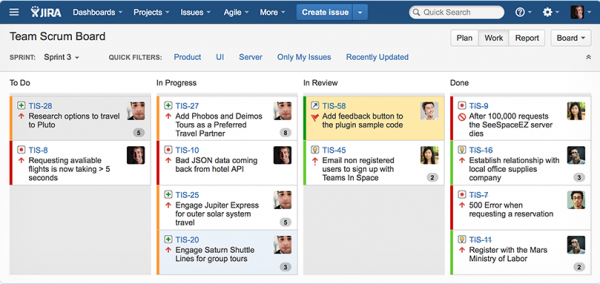 JIRA Dashboards Projects Issues Agile More Create issue Quick Search
Team Scrum Board
Plan Work Report Board
SPRINT: Sprint 3 QUICK FILTERS: Product UI Server Only My Issues Recently Updated
To Do
TIS-28
Research options to travel
to Pluto
5
TIS-8
Requesting available
flights is now taking > 5
seconds
In Progress
TIS-27
Add Phobos and Deimos
Tours as a Preferred
Travel Partner
8
TIS-10
Bad JSON data coming
back from hotel API
TIS-25
Engage Jupiter Express
for outer solar system
travel
5
TIS-20
Engage Saturn Shuttle
Lines for group tours
3
In Review
TIS-58
Add feedback button to
the plugin sample code
TIS-45
Email non registered
users to sign up with
Teams In Space
2
Done
TIS-9
After 100,000 requests
the SeeSpaceEZ server
dies
TIS-16
Establish relationship with
local office supplies
company
3
TIS-7
500 Error when
requesting a reservation
TIS-11
Register with the Mars
Ministry of Labor
2